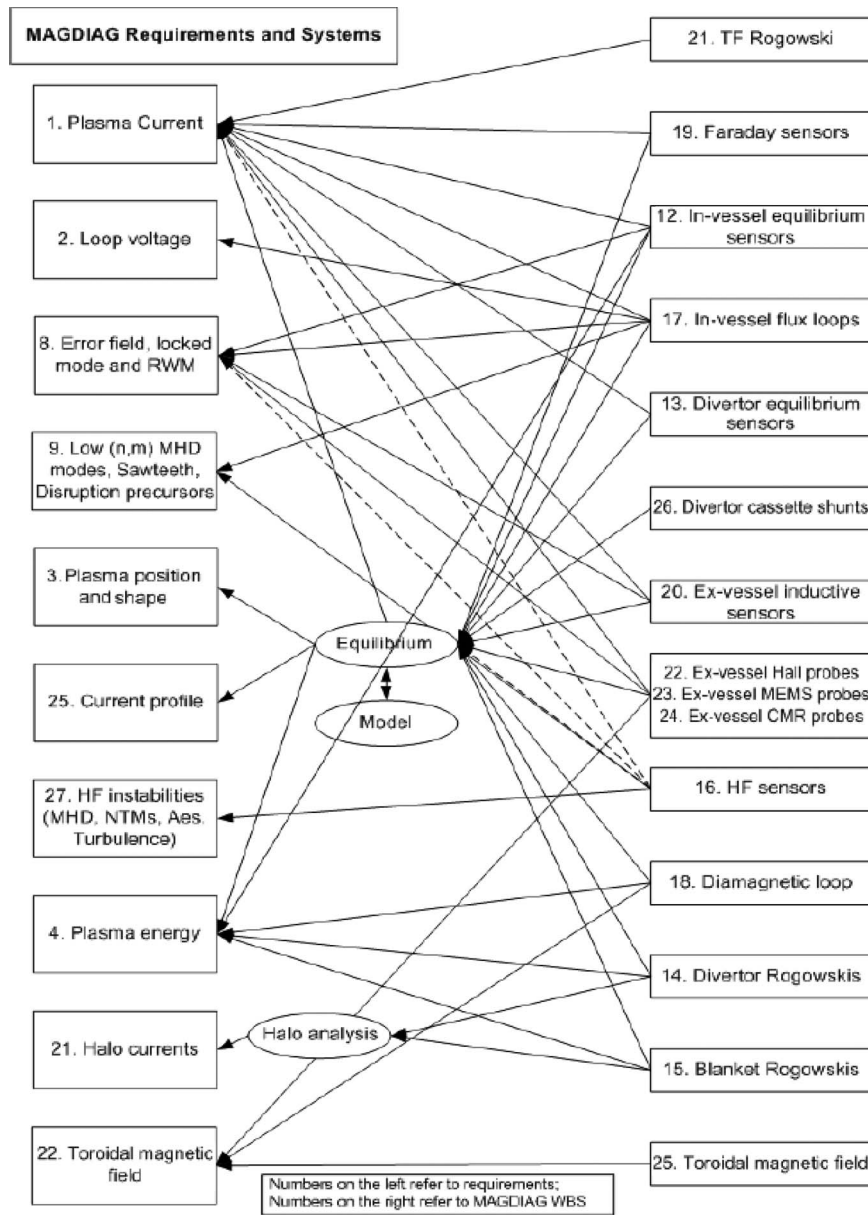 MAGDIAG Requirements and Systems
1. Plasma Current
2. Loop voltage
8. Error field, locked
mode and RWM
9. Low (n,m) MHD
modes, Sawteeth,
Disruption precursors
3. Plasma position
and shape
25. Current profile
27. HF instabilities
(MHD, NTMs, Aes.
Turbulence)
4. Plasma energy
21. Halo currents
22. Toroidal magnetic
field
Equilibrium
Model
Halo analysis
21. TF Rogowski
19. Faraday sensors
12. In-vessel equilibrium
sensors
17. In-vessel flux loops
13. Divertor equilibrium
sensors
26. Divertor cassette shunts
20. Ex-vessel inductive
sensors
22. Ex-vessel Hall probes
23. Ex-vessel MEMS probes
24. Ex-vessel CMR probes
16. HF sensors
18. Diamagnetic loop
14. Divertor Rogowskis
15. Blanket Rogowskis
25. Toroidal magnetic field
Numbers on the left refer to requirements;
Numbers on the right refer to MAGDIAG WBS